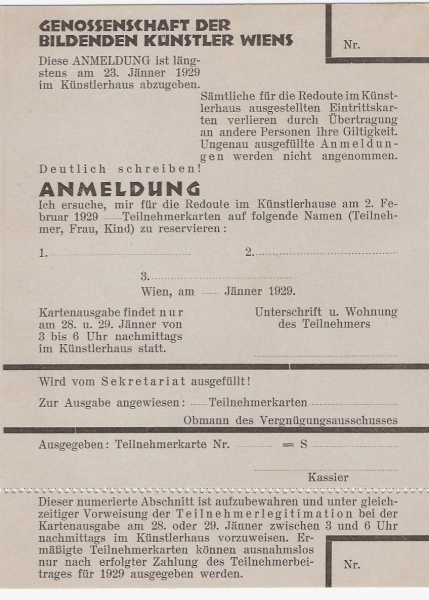 GENOSSENSCHAFT DER
BILDENDEN KÜNSTLER WIENS
Nr.
Diese ANMELDUNG ist läng-
stens am 23. Jänner 1929
im Künstlerhaus abzugeben.
Sämtliche für die Redoute im Künst-
lerhaus ausgestellten Eintrittskar-
ten verlieren durch Übertragung
an andere Personen ihre Giltigkeit.
Ungenau ausgefüllte Anmeldun-
gen werden nicht angenommen.
Deutlich schreiben!
ANMELDUNG
Ich ersuche, mir für die Redoute im Künstlerhause am 2. Fe-
bruar 1929 ......Teilnehmerkarten auf folgende Namen (Teilneh-
mer, Frau, Kind) zu reservieren:
1. 2.
3.
Wien, am ...... Jänner 1929.
Kartenausgabe findet nur
am 28. u. 29. Jänner von
3 bis 6 Uhr nachmittags
im Künstlerhaus statt.
Unterschrift u. Wohnung
des Teilnehmers
Wird vom Sekretariat ausgefüllt!
Zur Ausgabe angewiesen: ......Teilnehmerkarten
Obmann des Vergnügungsausschusses
Ausgegeben: Teilnehmerkarte Nr. ............ = S
Kassier
Dieser numerierte Abschnitt ist aufzubewahren und unter gleich-
zeitiger Vorweisung der Teilnehmerlegitimation bei der
Kartenausgabe am 28. oder 29. Jänner zwischen 3 und 6 Uhr
nachmittags im Künstlerhaus vorzuweisen. Er-
mäßigte Teilnehmerkarten können ausnahmslos
nur nach erfolgter Zahlung des Teilnehmerbei-
trages für 1929 ausgegeben werden.
Nr.